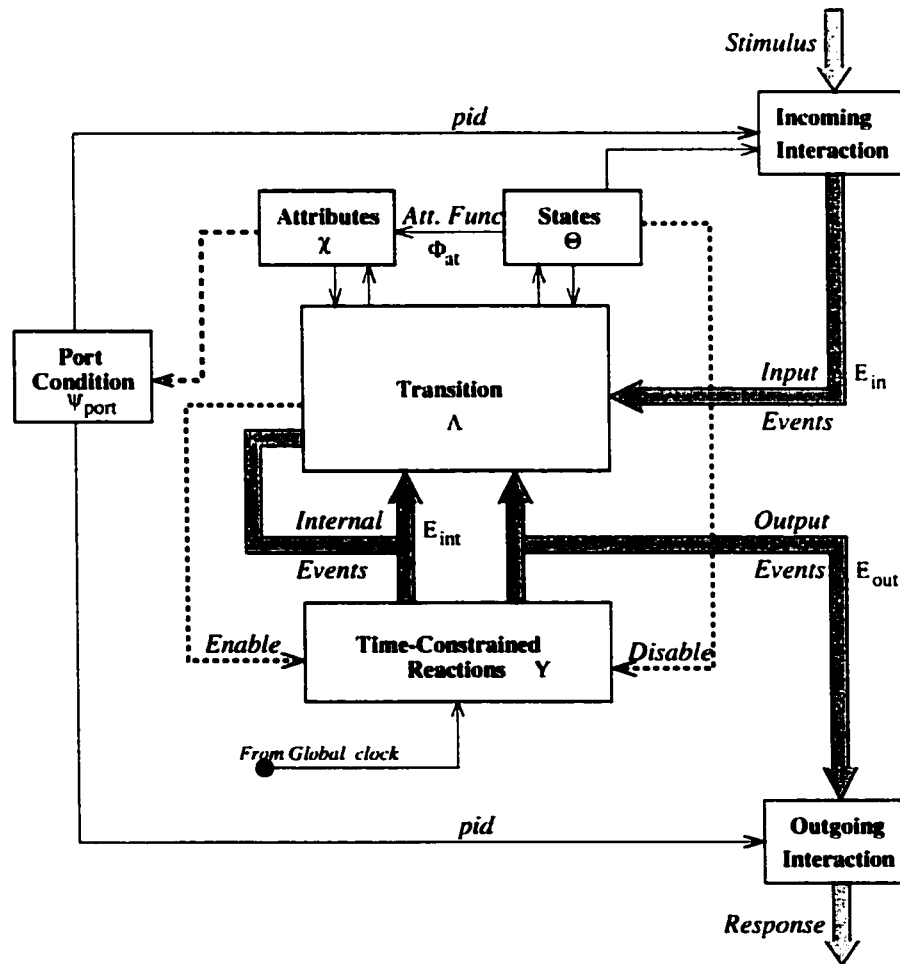 Stimulus
pid
Incoming
Interaction
Attributes
χ
Att. Func
Φat
States
Θ
Port
Condition
Ψport
Transition
Λ
Input
Ein
Events
Internal
Eint
Events
Output
Events
Eout
Enable
Time-Constrained
Reactions Υ
Disable
From Global clock
pid
Outgoing
Interaction
Response